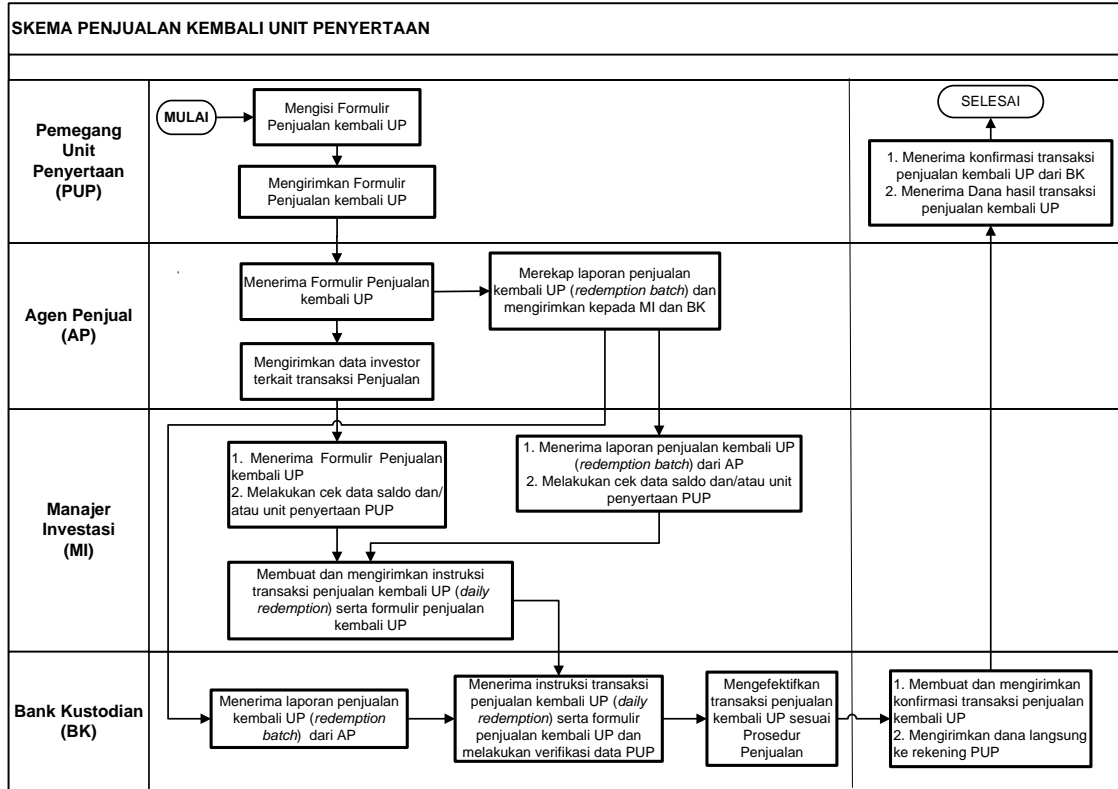 SKEMA PENJUALAN KEMBALI UNIT PENYERTAAN
Pemegang
Unit
Penyertaan
(PUP)
MULAI
Mengisi Formulir
Penjualan kembali UP
Mengirimkan Formulir
Penjualan kembali UP
SELESAI
1. Menerima konfirmasi transaksi
penjualan kembali UP dari BK
2. Menerima Dana hasil transaksi
penjualan kembali UP
Agen Penjual
(AP)
Menerima Formulir Penjualan
kembali UP
Merekap laporan penjualan
kembali UP (redemption batch) dan
mengirimkan kepada MI dan BK
Mengirimkan data investor
terkait transaksi Penjualan
Manajer
Investasi
(MI)
1. Menerima Formulir Penjualan
kembali UP
2. Melakukan cek data saldo dan/
atau unit penyertaan PUP
1. Menerima laporan penjualan kembali UP
(redemption batch) dari AP
2. Melakukan cek data saldo dan/atau unit
penyertaan PUP
Membuat dan mengirimkan instruksi
transaksi penjualan kembali UP (daily
redemption) serta formulir penjualan
kembali UP
Bank Kustodian
(BK)
Menerima laporan penjualan
kembali UP (redemption
batch) dari AP
Menerima instruksi transaksi
penjualan kembali UP (daily
redemption) serta formulir
penjualan kembali UP dan
melakukan verifikasi data PUP
Mengefektifkan
transaksi penjualan
kembali UP sesuai
Prosedur
Penjualan
1. Membuat dan mengirimkan
konfirmasi transaksi penjualan
kembali UP
2. Mengirimkan dana langsung
ke rekening PUP